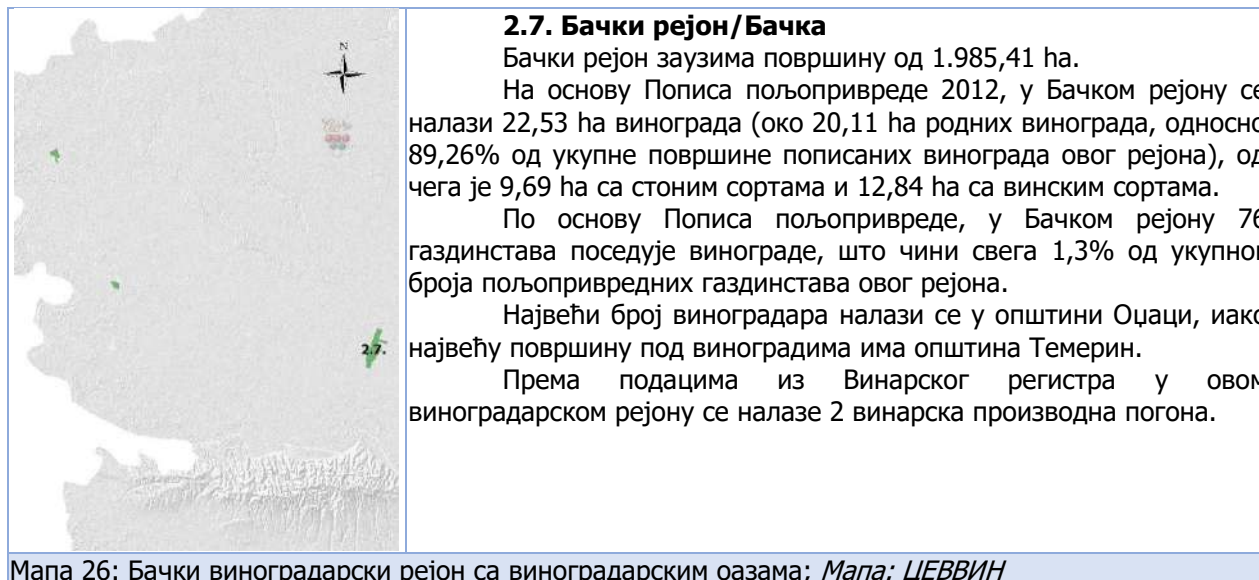 2.7. Бачки рејон/Бачка
Бачки рејон заузима површину од 1.985,41 ha.
На основу Пописа пољопривреде 2012, у Бачком рејону се
налази 22,53 ha винограда (око 20,11 ha родних винограда, односно
89,26% од укупне површине пописаних винограда овог рејона), од
чега је 9,69 ha са стоним сортама и 12,84 ha са винским сортама.
По основу Пописа пољопривреде, у Бачком рејону 76
газдинстава поседује винограде, што чини свега 1,3% од укупног
броја пољопривредних газдинстава овог рејона.
Највећи број виноградара налази се у општини Оџаци, иако
највећу површину под виноградима има општина Темерин.
Према подацима из Винарског регистра у овом
виноградарском рејону се налазе 2 винарска производна погона.
N
2.7.
Мапа 26: Бачки виноградарски рејон са виноградарским оазама; Мапа: ЦЕВВИН